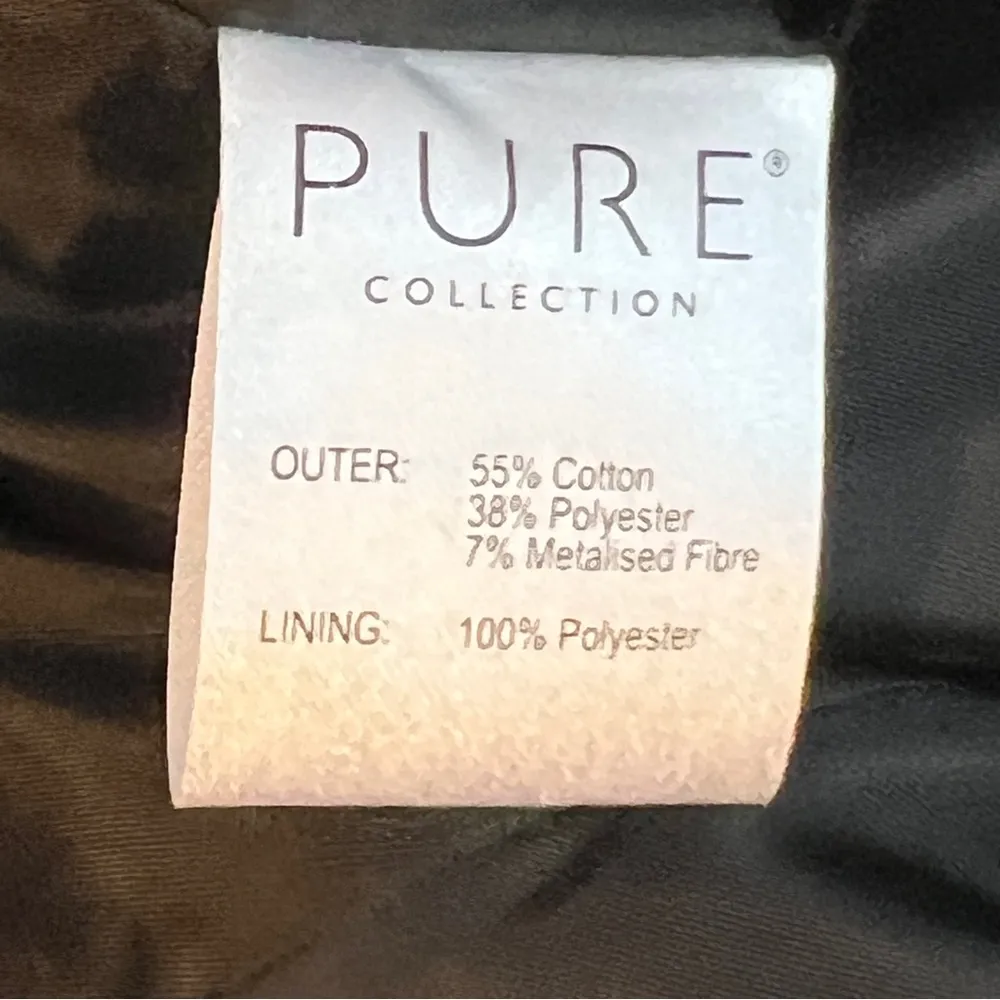 PURE®
COLLECTION
OUTER: 55% Cotton
38% Polyester
7% Metalised Fibre
LINING: 100% Polyester